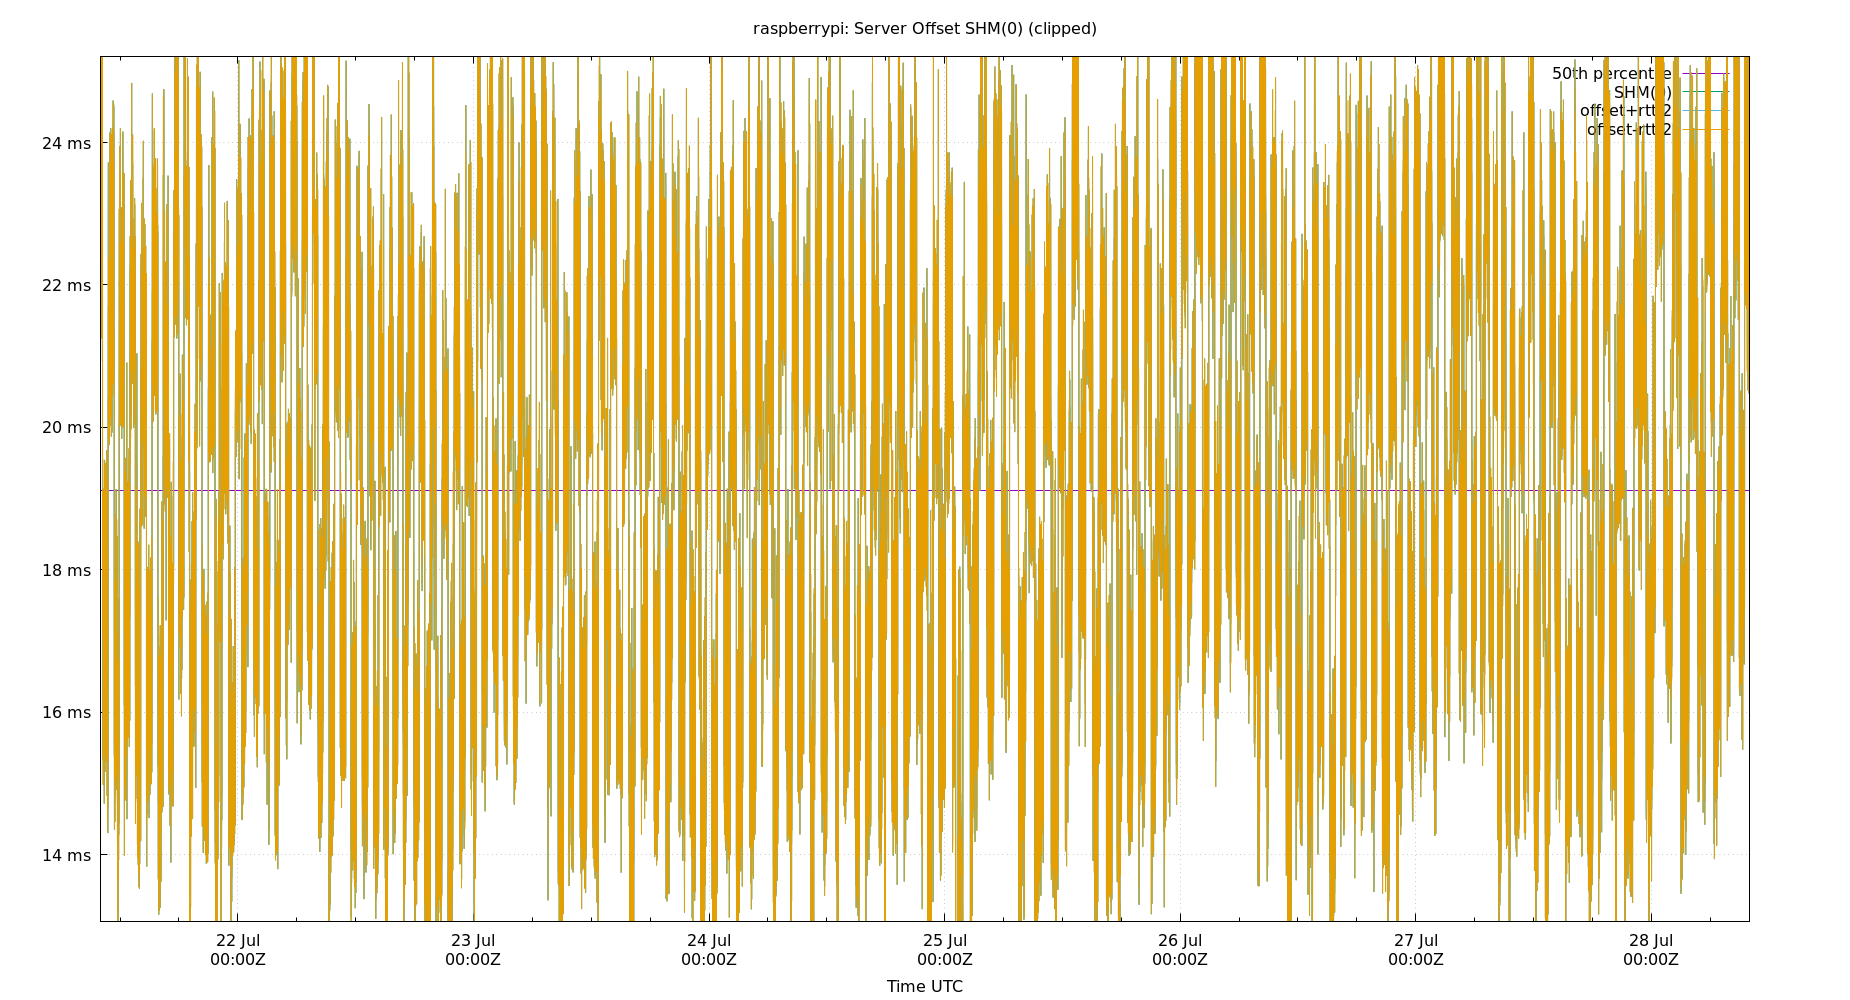 raspberrypi: Server Offset SHM(0) (clipped)
50th percentile
SHM(0)
offset+rtt/2
offset-rtt/2
24 ms
22 ms
20 ms
18 ms
16 ms
14 ms
22 Jul 23 Jul 24 Jul 25 Jul 26 Jul 27 Jul 28 Jul
00:00Z 00:00Z 00:00Z 00:00Z 00:00Z 00:00Z 00:00Z
Time UTC